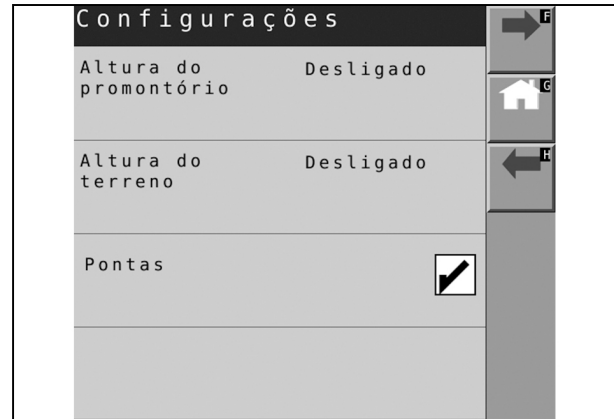 Configurações
Altura do
promontório
Desligado
Altura do
terreno
Desligado
Pontas
F
G
H